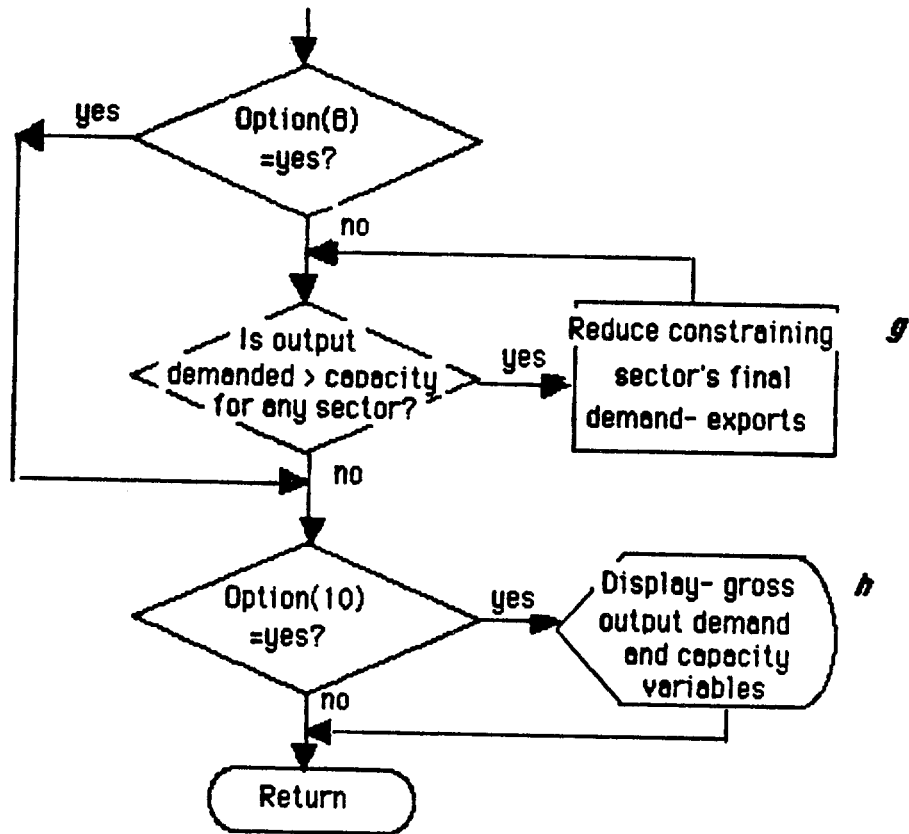 yes
Option(8)
=yes?
no
Is output
demanded > capacity
for any sector?
yes
Reduce constraining
sector's final
demand- exports
g
no
Option(10)
=yes?
yes
Display- gross
output demand
and capacity
variables
h
no
Return